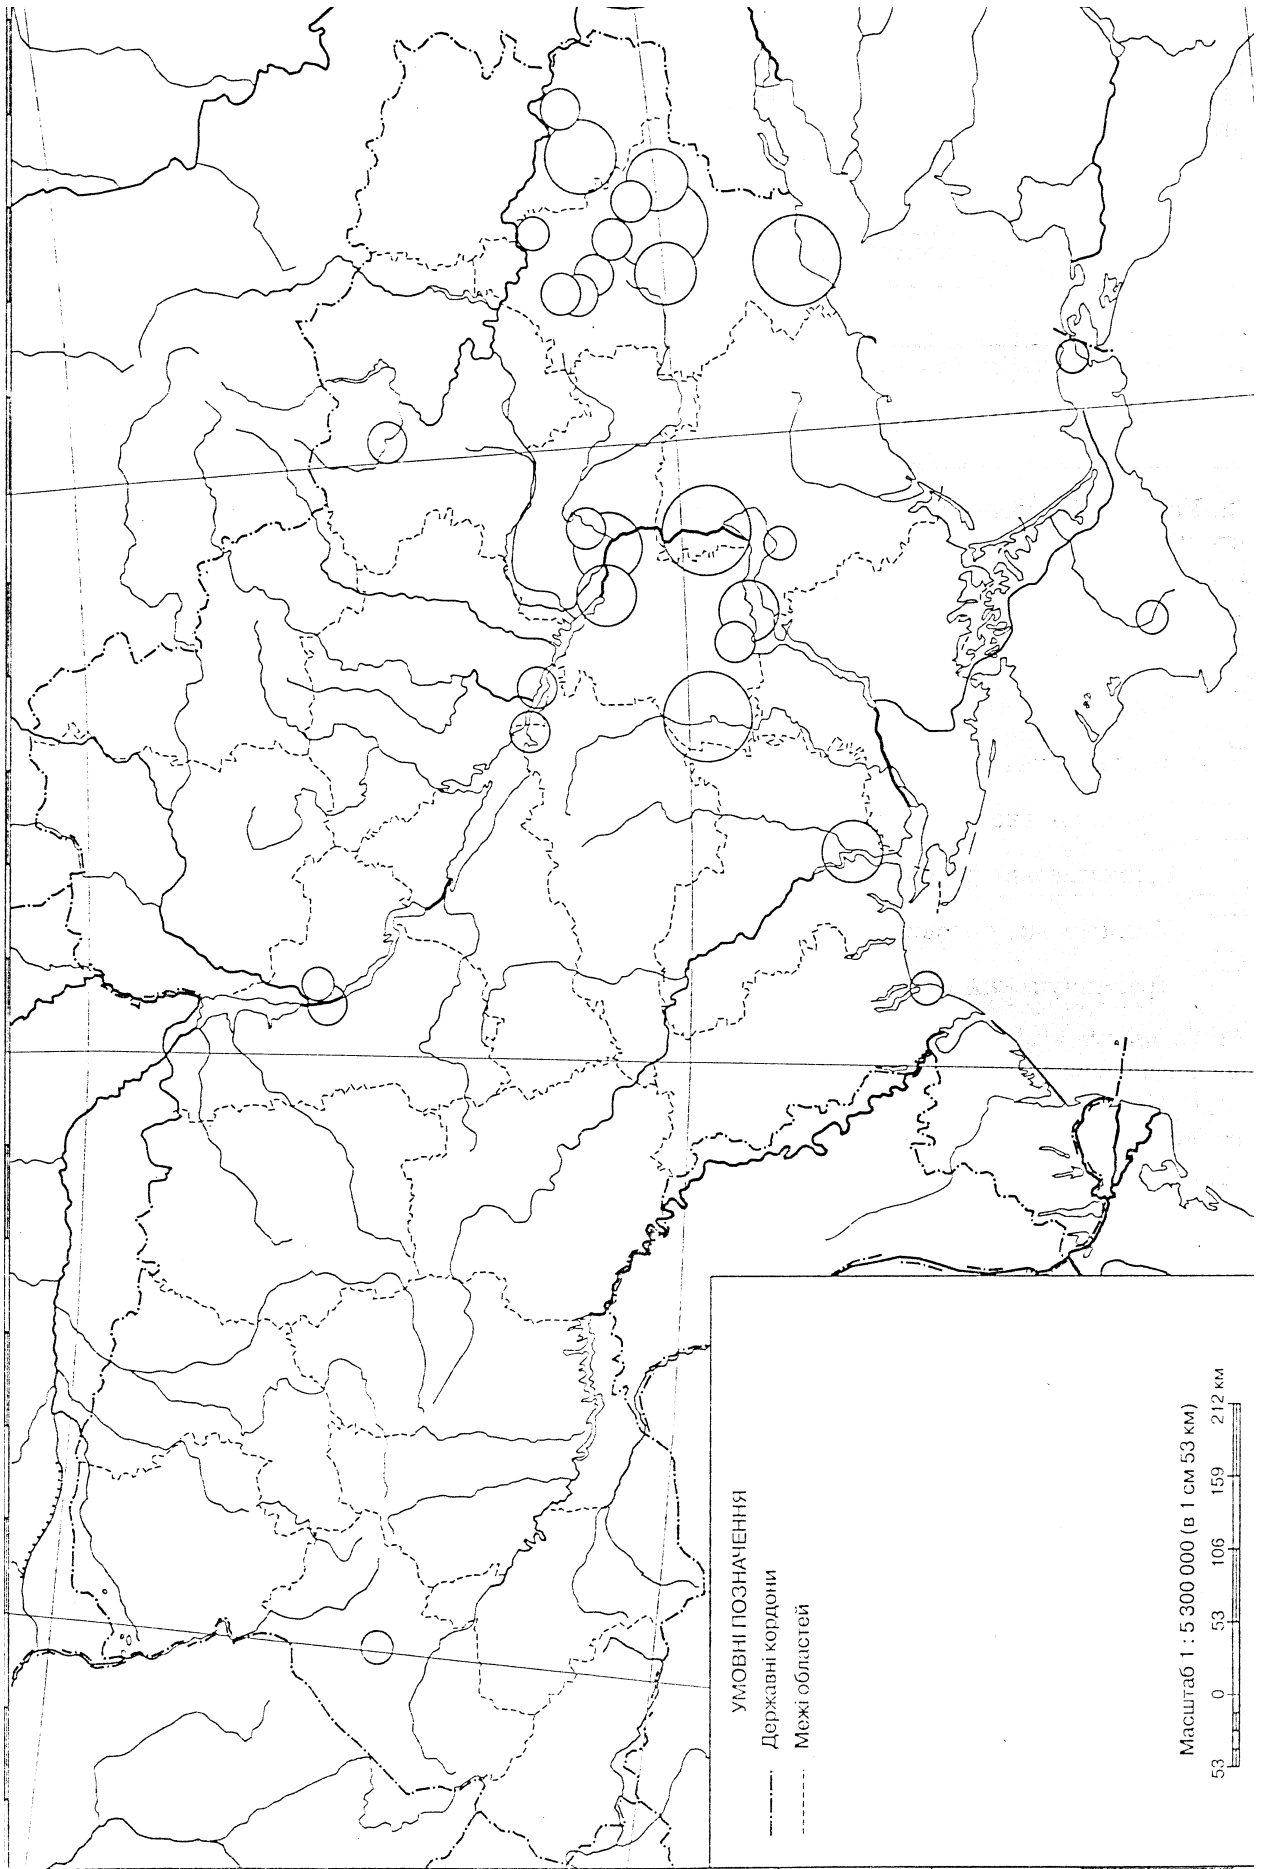 УМОВНІ ПОЗНАЧЕННЯ
Державні кордони
Межі областей
Масштаб 1 : 5 300 000 (в 1 см 53 км)
53 0 53 106 159 212 км